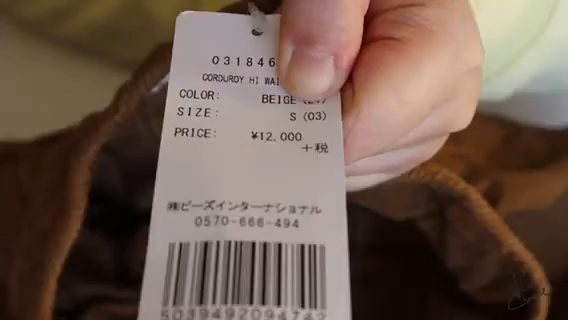 031846
CORDUROY HI WAI
COLOR: BEIGE
SIZE: S (03)
PRICE: ¥12,000
+税
㈱ビーズインターナショナル
0570-666-494